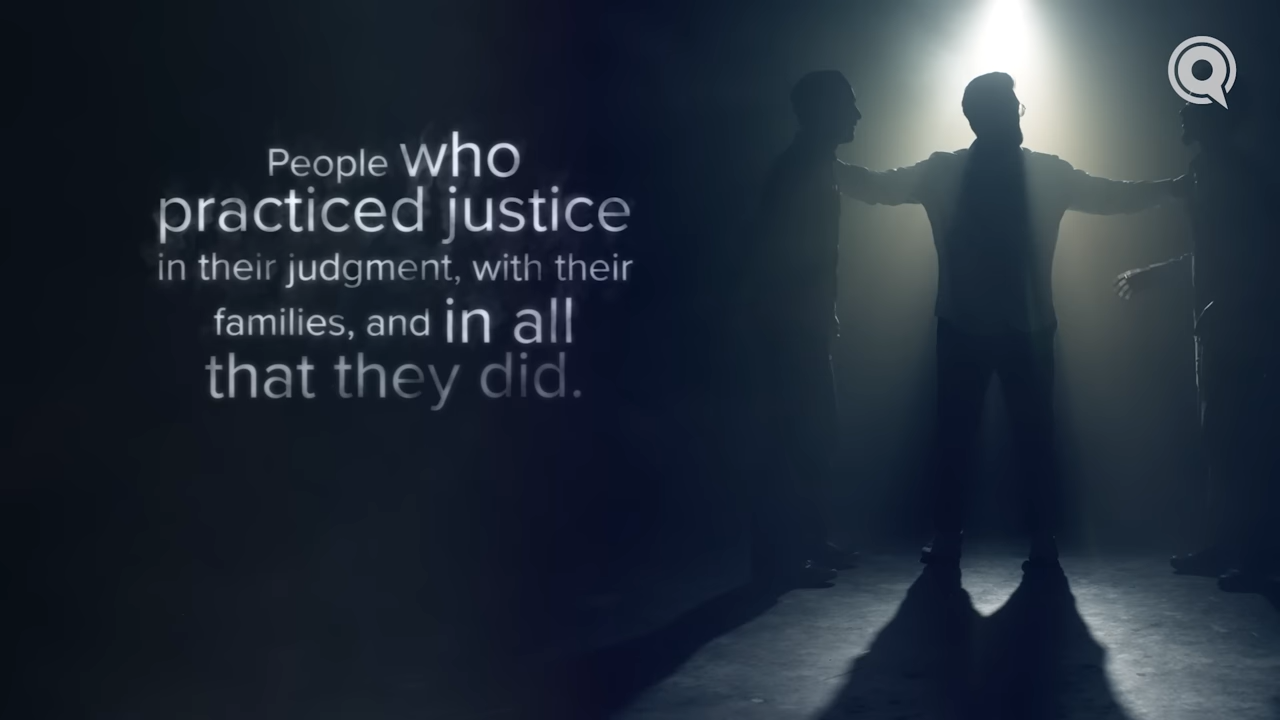 People who
practiced justice
in their judgment, with their
families, and in all
that they did.